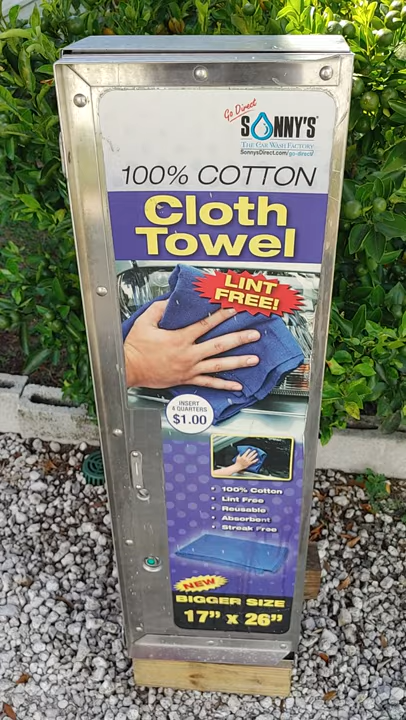 Go Direct
SONNY'S®
THE CAR WASH FACTORY
SonnysDirect.com/go-direct/
100% COTTON
Cloth
Towel
LINT
FREE!
INSERT
4 QUARTERS
$1.00
• 100% Cotton
• Lint Free
• Reusable
• Absorbent
• Streak Free
NEW
BIGGER SIZE
17" x 26"